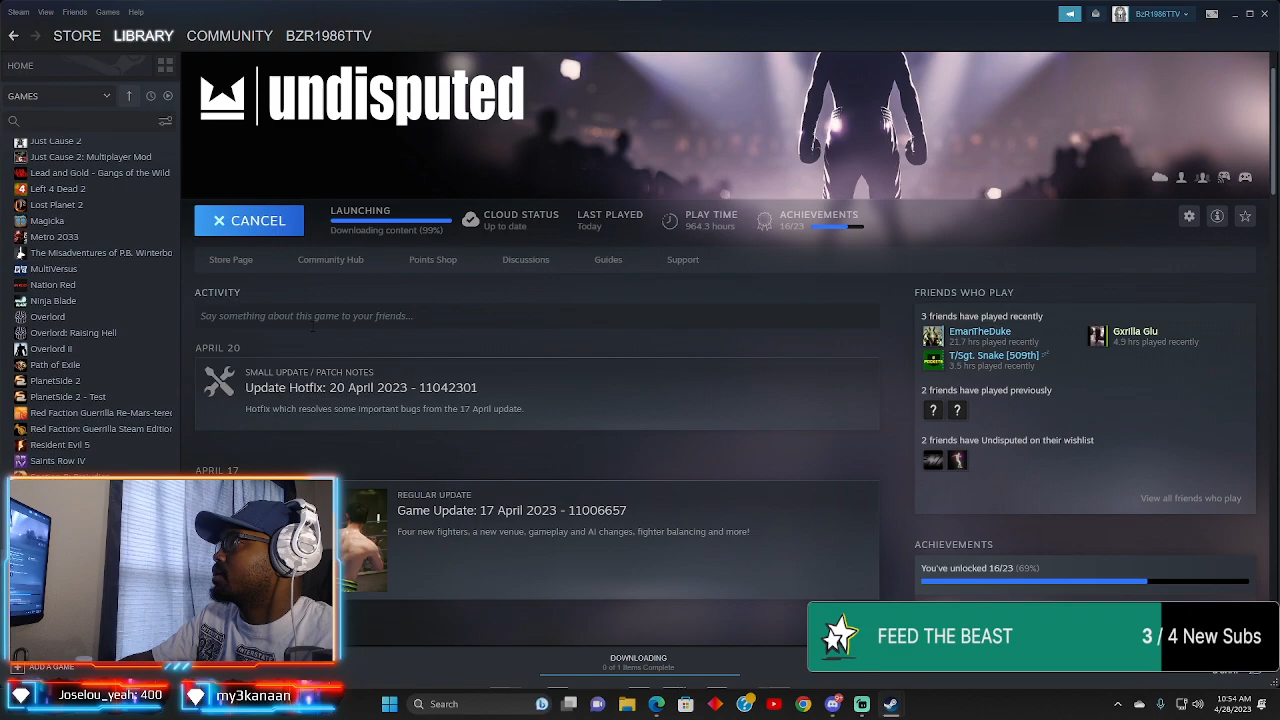 Steam View Friends Games Help
BZR1986TTV
STORE LIBRARY COMMUNITY BZR1986TTV
HOME
GAMES
Just Cause 2
Just Cause 2: Multiplayer Mod
Lead and Gold - Gangs of the Wild
Left 4 Dead 2
Lost Planet 2
Magicka
Metro 2033
The Misadventures of P.B. Winterbo
MultiVersus
Nation Red
Ninja Blade
Overlord
Overlord: Raising Hell
Overlord II
Path of Exile
PlanetSide 2
PlanetSide 2 - Test
Red Faction Guerrilla Re-Mars-tered
Red Faction: Guerrilla Steam Edition
Resident Evil 5
Saints Row IV
ADD A GAME
undisputed
CANCEL
LAUNCHING
Downloading content (99%)
CLOUD STATUS
Up to date
LAST PLAYED
Today
PLAY TIME
964.3 hours
ACHIEVEMENTS
16/23
Store Page Community Hub Points Shop Discussions Guides Support
ACTIVITY
Say something about this game to your friends...
APRIL 20
SMALL UPDATE / PATCH NOTES
Update Hotfix: 20 April 2023 - 11042301
Hotfix which resolves some important bugs from the 17 April update.
APRIL 17
REGULAR UPDATE
Game Update: 17 April 2023 - 11006657
Four new fighters, a new venue, gameplay and AI changes, fighter balancing and more!
FRIENDS WHO PLAY
3 friends have played recently
EmanTheDuke
21.7 hrs played recently
Gxrilla Glu
4.9 hrs played recently
T/Sgt. Snake [509th]
3.5 hrs played recently
2 friends have played previously
? ?
2 friends have Undisputed on their wishlist
View all friends who play
ACHIEVEMENTS
You've unlocked 16/23 (69%)
FEED THE BEAST 3 / 4 New Subs
DOWNLOADING
0 of 1 Items Complete
Joselou_yeah: 400
my3kanaan
Search
10:54 AM
4/28/2023